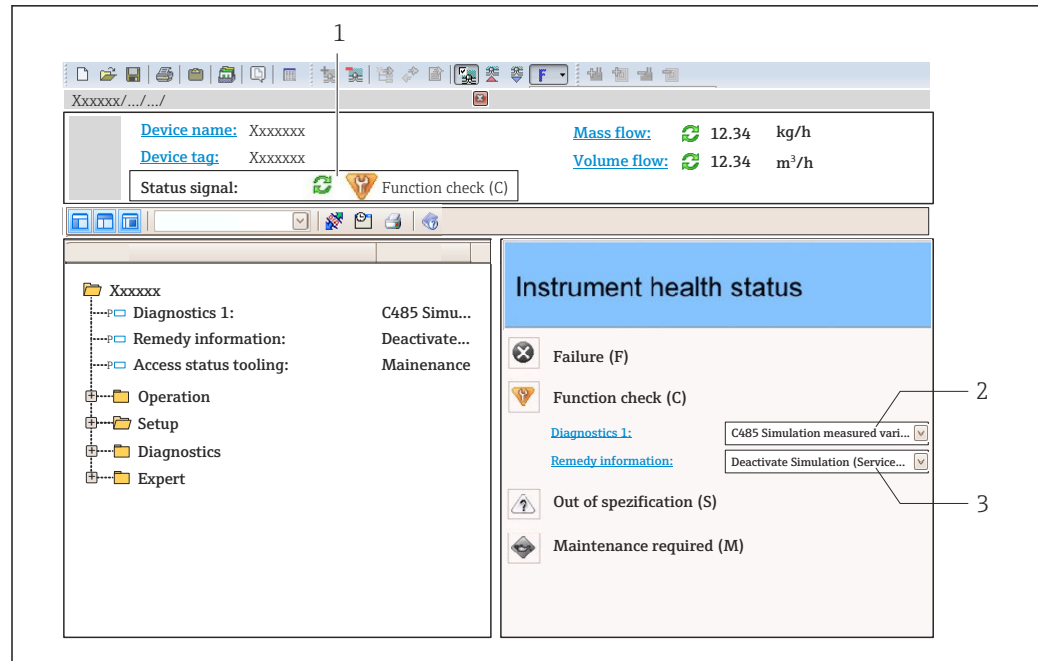 1
F
Xxxxxx/.../.../
Device name: Xxxxxxx
Mass flow: 12.34 kg/h
Device tag: Xxxxxxx
Volume flow: 12.34 m³/h
Status signal: Function check (C)
Instrument health status
Xxxxxx
Diagnostics 1: C485 Simu...
Remedy information: Deactivate...
Access status tooling: Mainenance
Operation
Setup
Diagnostics
Expert
Failure (F)
Function check (C)
2
Diagnostics 1: C485 Simulation measured vari...
Remedy information: Deactivate Simulation (Service...
3
Out of spezification (S)
Maintenance required (M)